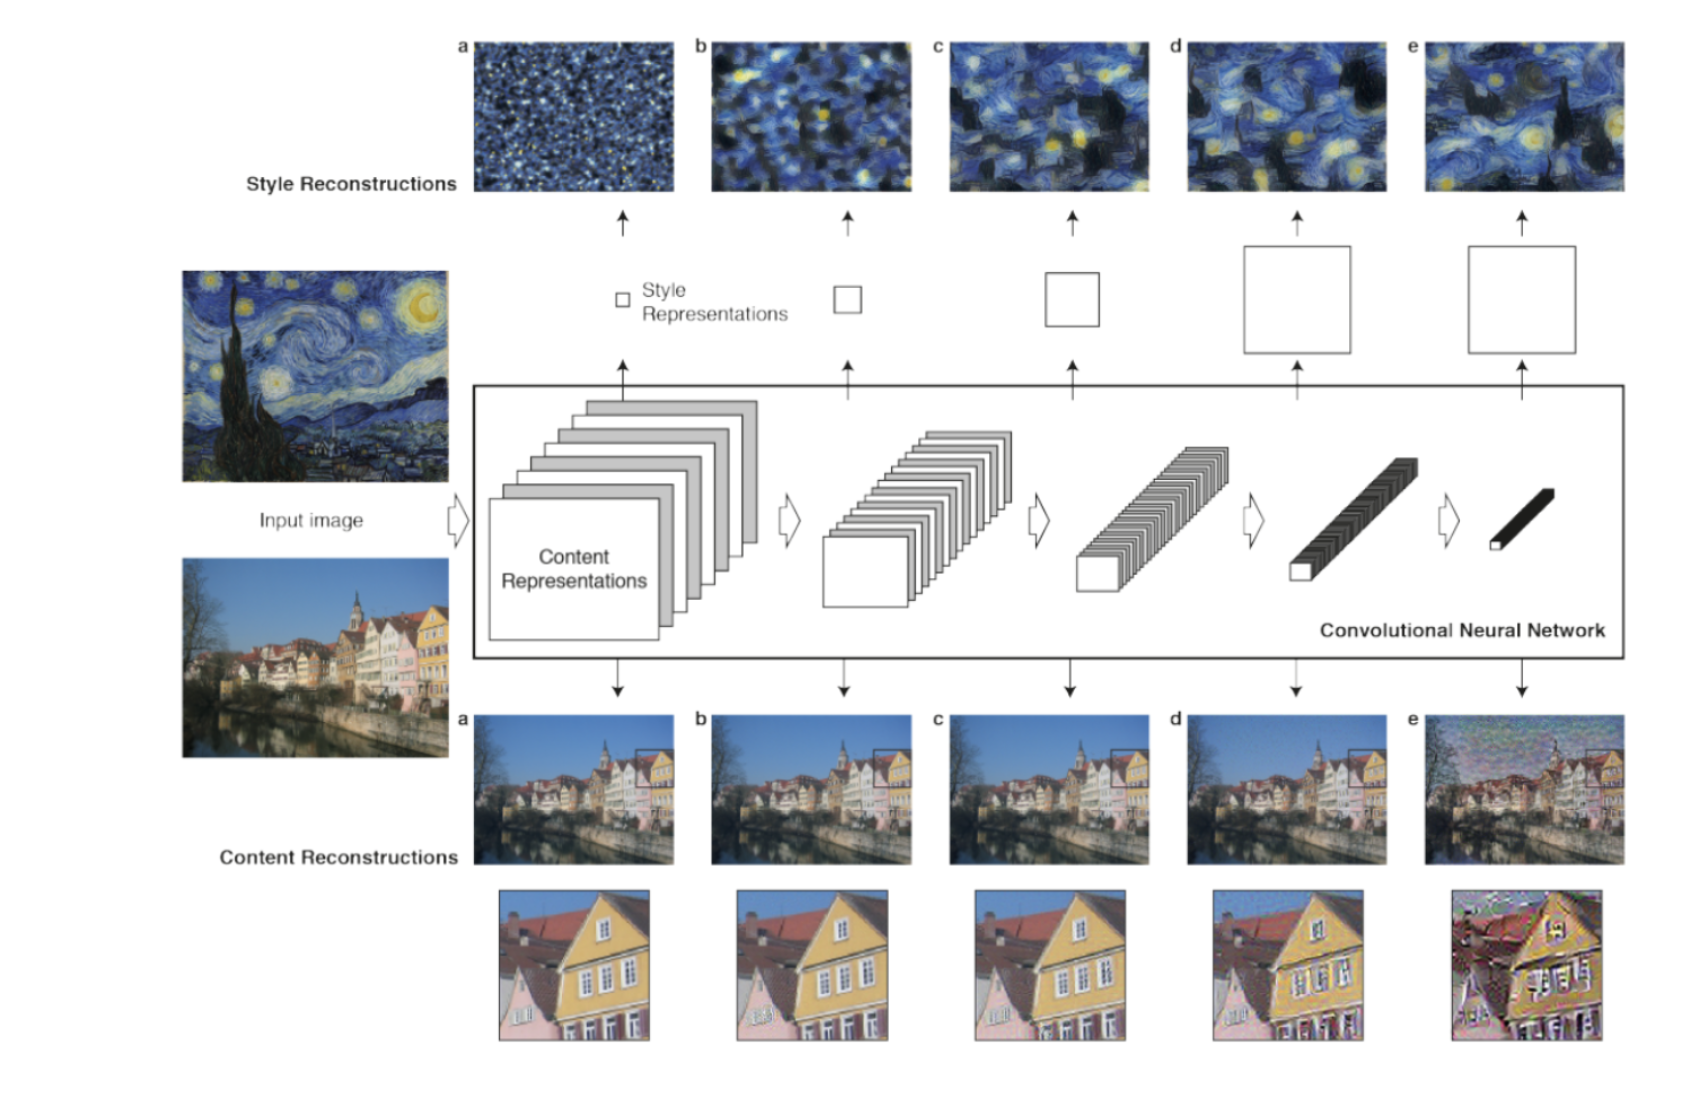 a
b
c
d
e
Style Reconstructions
Style
Representations
Input image
Content
Representations
Convolutional Neural Network
a
b
c
d
e
Content Reconstructions